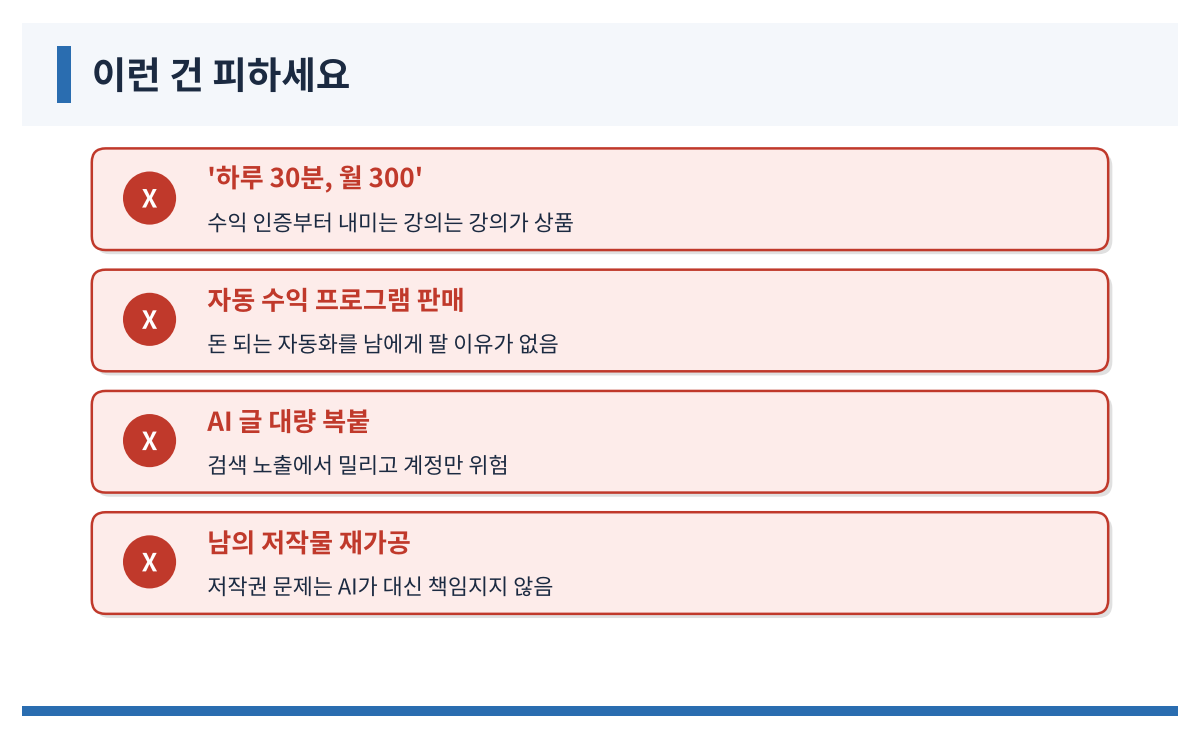 이런 건 피하세요
X
'하루 30분, 월 300'
수익 인증부터 내미는 강의는 강의가 상품
X
자동 수익 프로그램 판매
돈 되는 자동화를 남에게 팔 이유가 없음
X
AI 글 대량 복붙
검색 노출에서 밀리고 계정만 위험
X
남의 저작물 재가공
저작권 문제는 AI가 대신 책임지지 않음